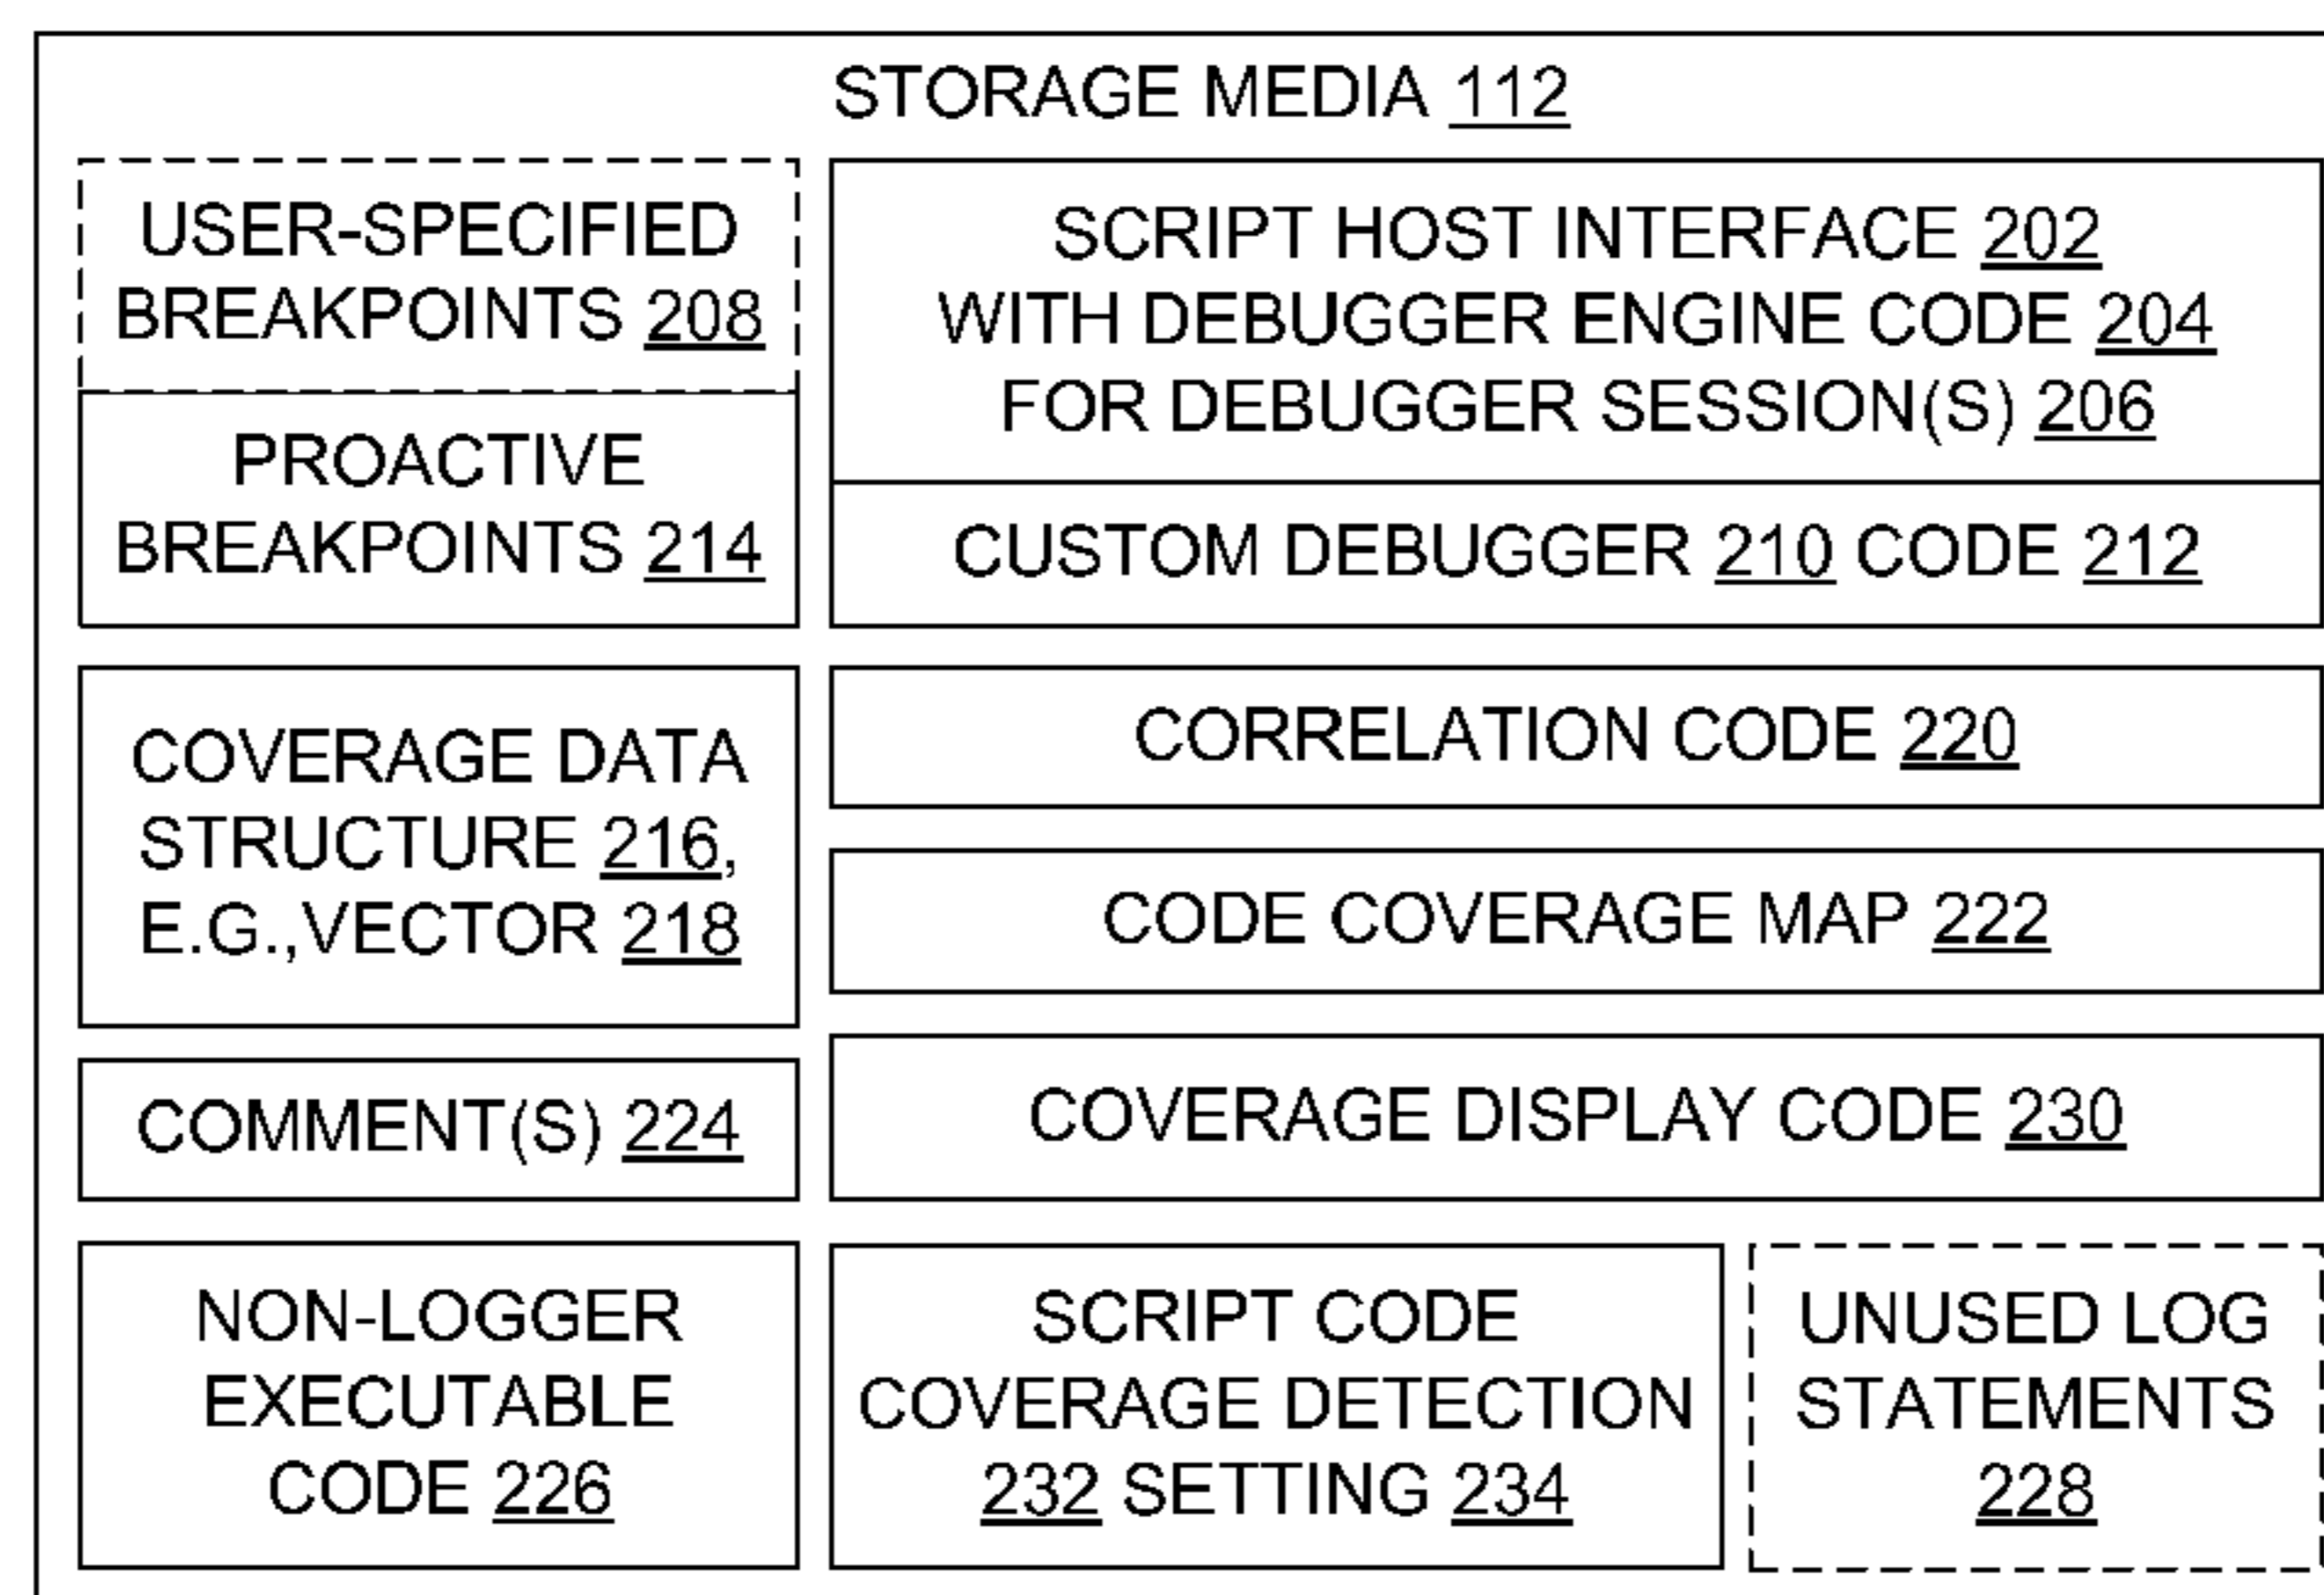 STORAGE MEDIA 112
USER-SPECIFIED
BREAKPOINTS 208
PROACTIVE
BREAKPOINTS 214
SCRIPT HOST INTERFACE 202
WITH DEBUGGER ENGINE CODE 204
FOR DEBUGGER SESSION(S) 206
CUSTOM DEBUGGER 210 CODE 212
COVERAGE DATA
STRUCTURE 216,
E.G.,VECTOR 218
CORRELATION CODE 220
CODE COVERAGE MAP 222
COMMENT(S) 224
COVERAGE DISPLAY CODE 230
NON-LOGGER
EXECUTABLE
CODE 226
SCRIPT CODE
COVERAGE DETECTION
232 SETTING 234
UNUSED LOG
STATEMENTS
228